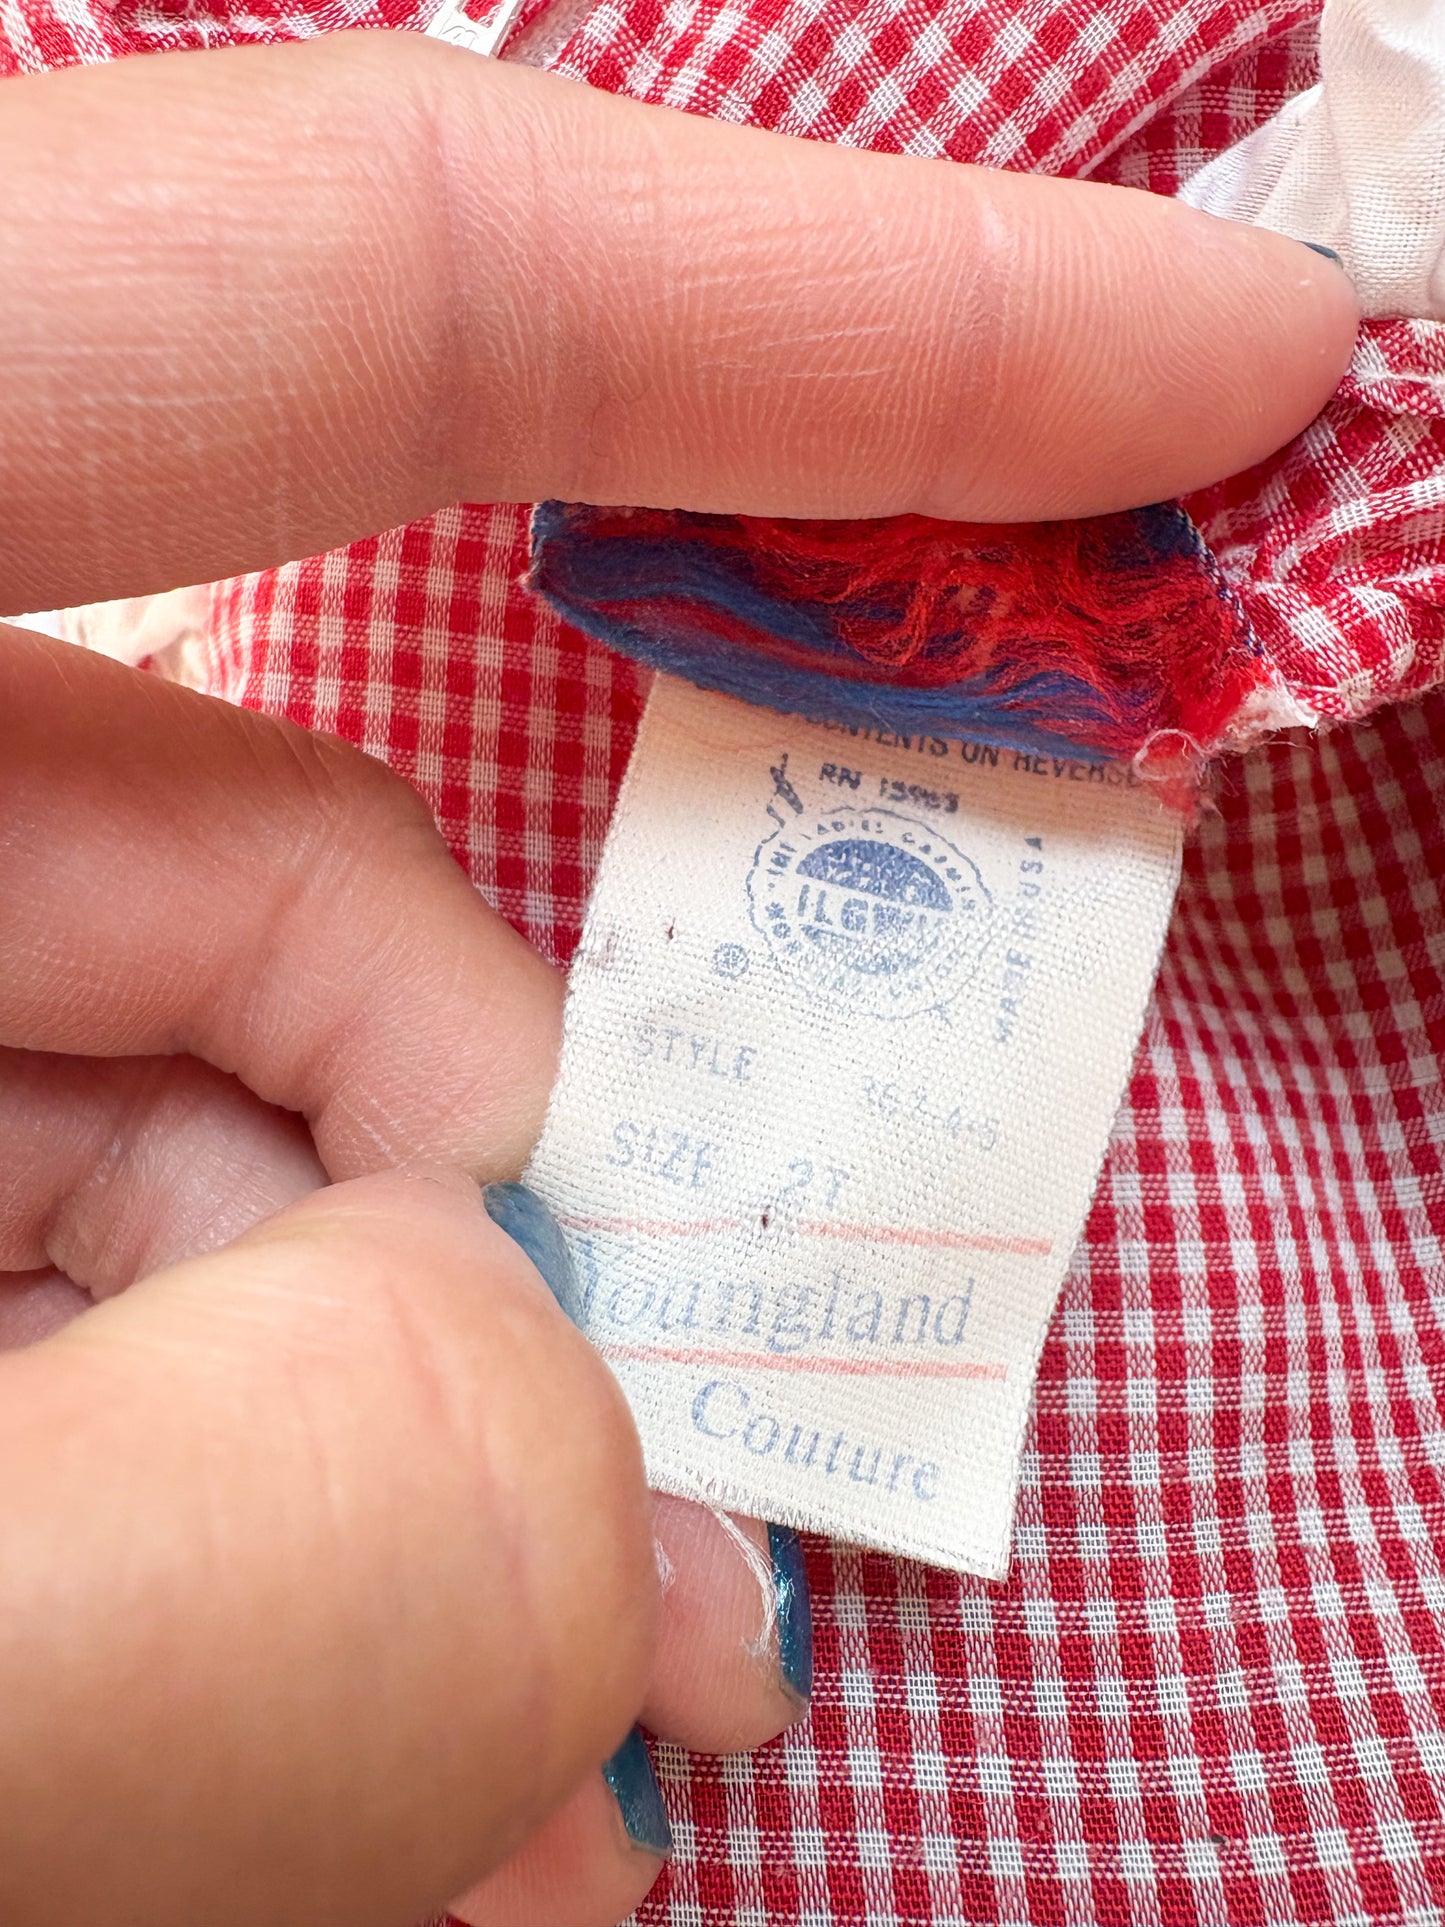 CONTENTS ON REVERSE
RN 15963
ILGWU
MADE IN USA
®
STYLE
SIZE 2T
Youngland
Couture